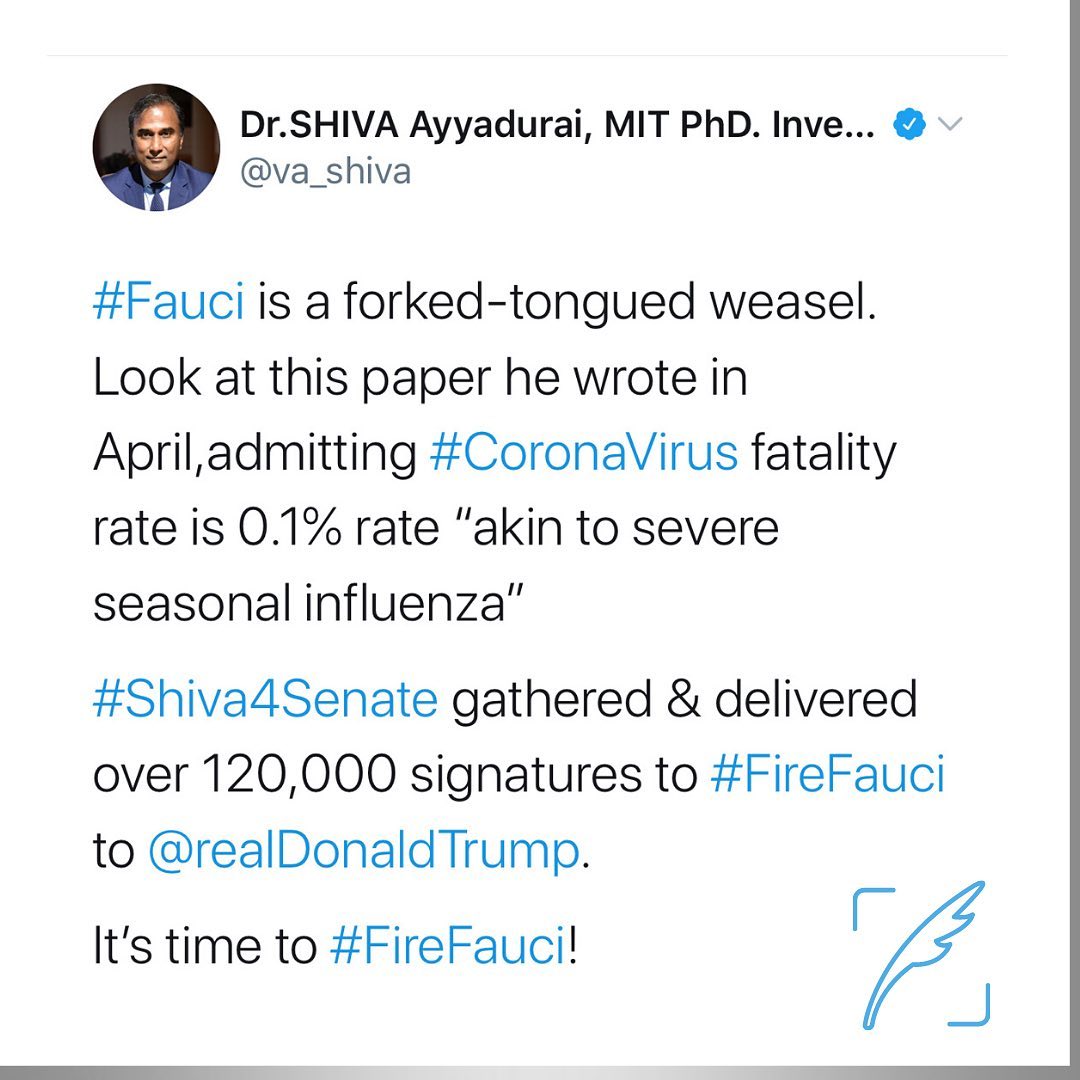 Dr.SHIVA Ayyadurai, MIT PhD. Inve...
@va_shiva
#Fauci is a forked-tongued weasel.
Look at this paper he wrote in
April,admitting #CoronaVirus fatality
rate is 0.1% rate “akin to severe
seasonal influenza”
#Shiva4Senate gathered & delivered
over 120,000 signatures to #FireFauci
to @realDonaldTrump.
It’s time to #FireFauci!